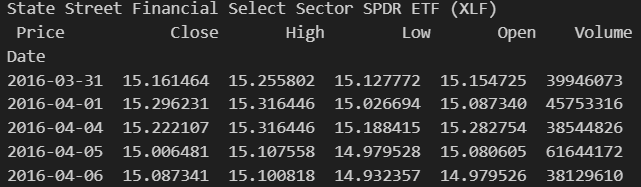 State Street Financial Select Sector SPDR ETF (XLF)
Price Close High Low Open Volume
Date
2016-03-31 15.161464 15.255802 15.127772 15.154725 39946073
2016-04-01 15.296231 15.316446 15.026694 15.087340 45753316
2016-04-04 15.222107 15.316446 15.188415 15.282754 38544826
2016-04-05 15.006481 15.107558 14.979528 15.080605 61644172
2016-04-06 15.087341 15.100818 14.932357 14.979526 38129610